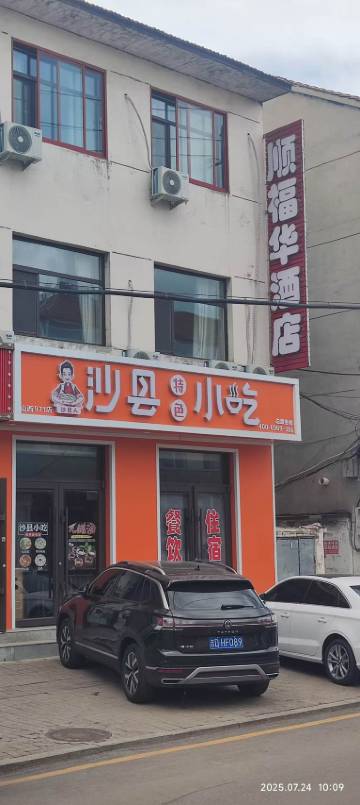 顺福华酒店
沙县
特色
小吃
沙县小吃
餐饮
住宿
2025.07.24 10:09